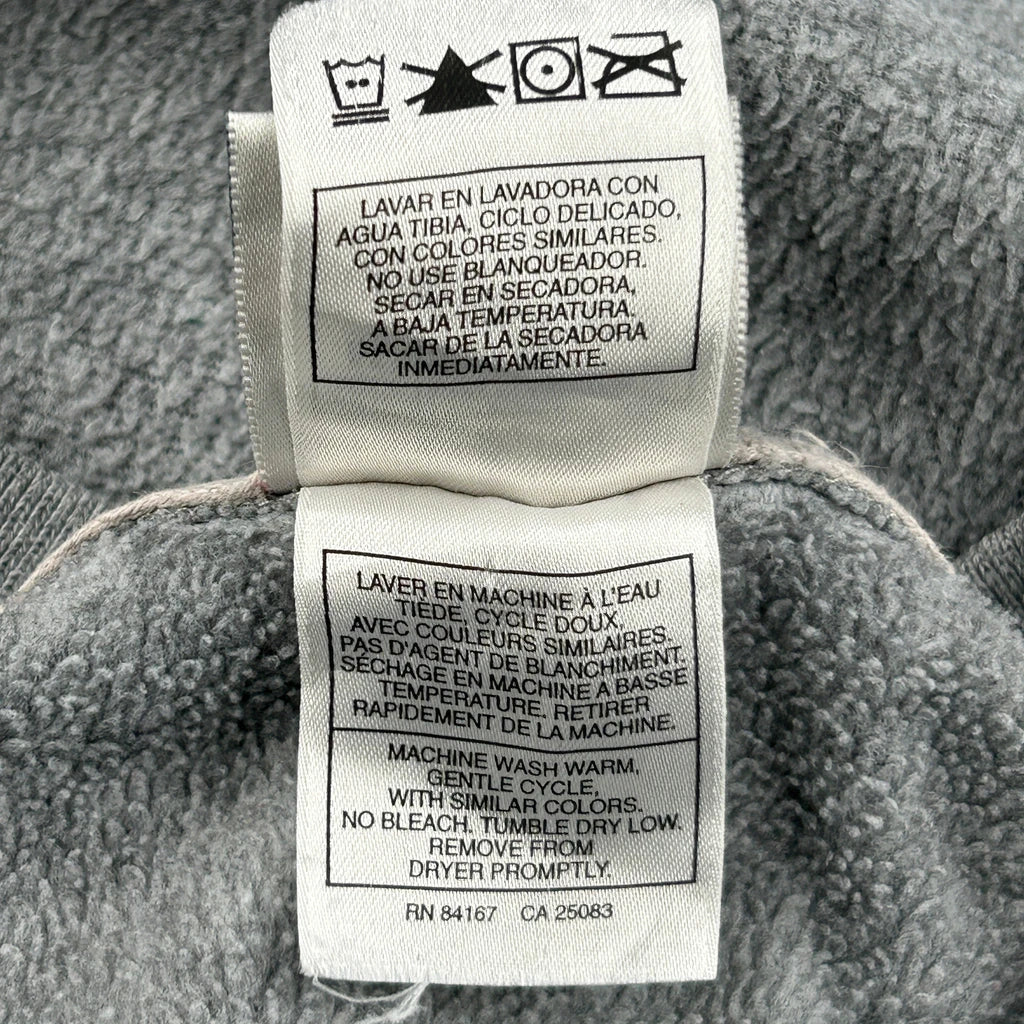 LAVAR EN LAVADORA CON
AGUA TIBIA, CICLO DELICADO,
CON COLORES SIMILARES.
NO USE BLANQUEADOR.
SECAR EN SECADORA,
A BAJA TEMPERATURA.
SACAR DE LA SECADORA
INMEDIATAMENTE.
LAVER EN MACHINE À L'EAU
TIEDE, CYCLE DOUX,
AVEC COULEURS SIMILAIRES.
PAS D'AGENT DE BLANCHIMENT.
SÉCHAGE EN MACHINE A BASSE
TEMPERATURE. RETIRER
RAPIDEMENT DE LA MACHINE.
MACHINE WASH WARM,
GENTLE CYCLE,
WITH SIMILAR COLORS.
NO BLEACH. TUMBLE DRY LOW.
REMOVE FROM
DRYER PROMPTLY.
RN 84167 CA 25083